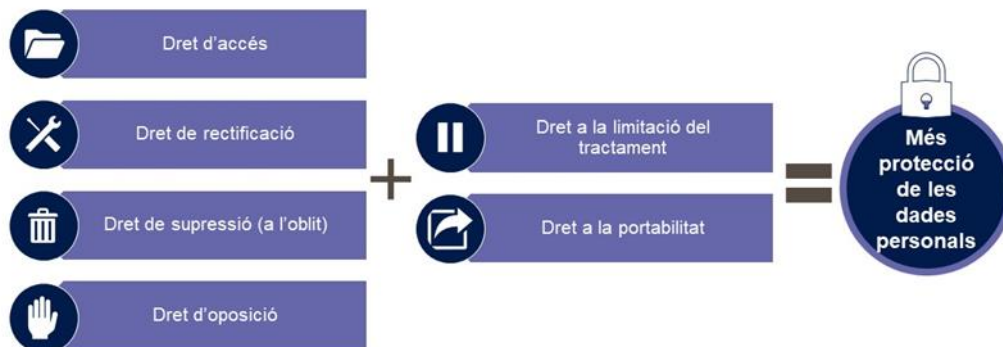 Dret d'accés
Dret de rectificació
Dret de supressió (a l'oblit)
Dret d'oposició
Dret a la limitació del
tractament
Dret a la portabilitat
Més
protecció
de les
dades
personals